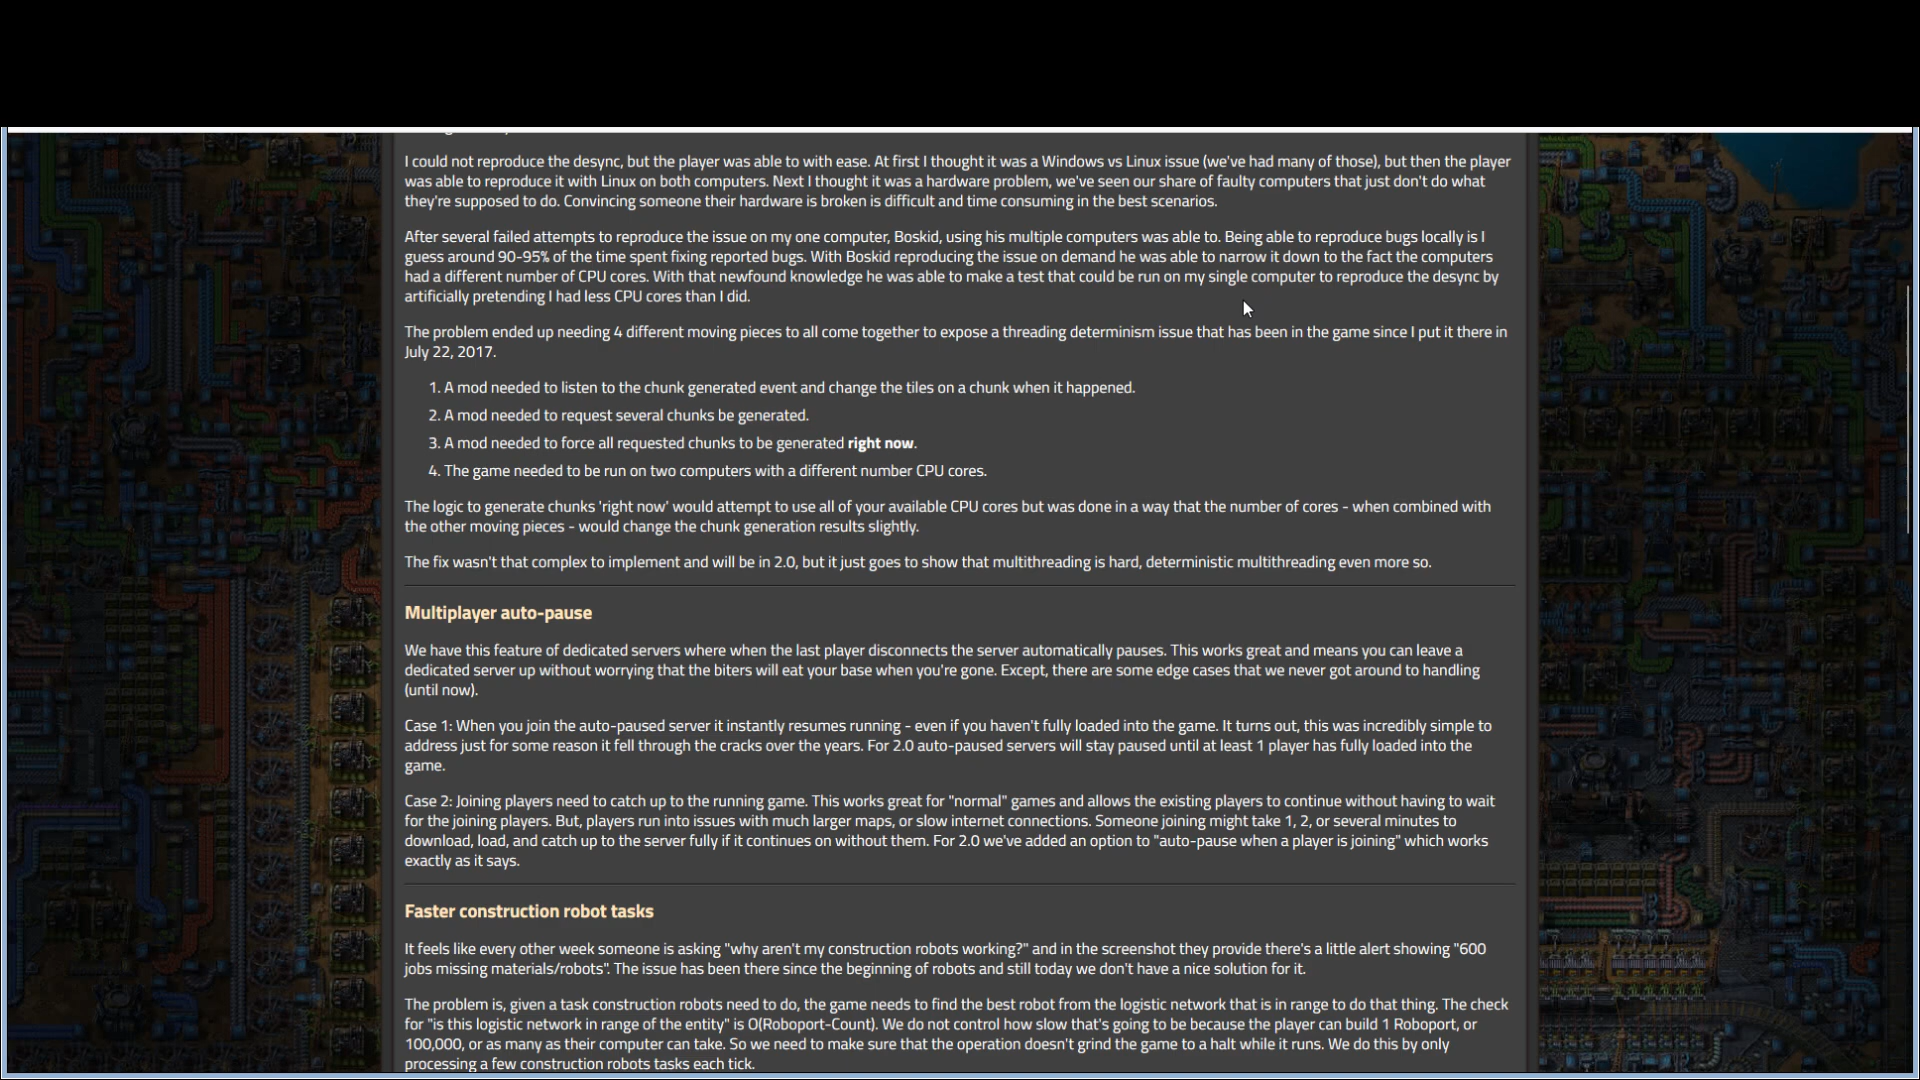 I could not reproduce the desync, but the player was able to with ease. At first I thought it was a Windows vs Linux issue (we've had many of those), but then the player
was able to reproduce it with Linux on both computers. Next I thought it was a hardware problem, we've seen our share of faulty computers that just don't do what
they're supposed to do. Convincing someone their hardware is broken is difficult and time consuming in the best scenarios.
After several failed attempts to reproduce the issue on my one computer, Boskid, using his multiple computers was able to. Being able to reproduce bugs locally is I
guess around 90-95% of the time spent fixing reported bugs. With Boskid reproducing the issue on demand he was able to narrow it down to the fact the computers
had a different number of CPU cores. With that newfound knowledge he was able to make a test that could be run on my single computer to reproduce the desync by
artificially pretending I had less CPU cores than I did.
The problem ended up needing 4 different moving pieces to all come together to expose a threading determinism issue that has been in the game since I put it there in
July 22, 2017.
1. A mod needed to listen to the chunk generated event and change the tiles on a chunk when it happened.
2. A mod needed to request several chunks be generated.
3. A mod needed to force all requested chunks to be generated right now.
4. The game needed to be run on two computers with a different number CPU cores.
The logic to generate chunks 'right now' would attempt to use all of your available CPU cores but was done in a way that the number of cores - when combined with
the other moving pieces - would change the chunk generation results slightly.
The fix wasn't that complex to implement and will be in 2.0, but it just goes to show that multithreading is hard, deterministic multithreading even more so.
Multiplayer auto-pause
We have this feature of dedicated servers where when the last player disconnects the server automatically pauses. This works great and means you can leave a
dedicated server up without worrying that the biters will eat your base when you're gone. Except, there are some edge cases that we never got around to handling
(until now).
Case 1: When you join the auto-paused server it instantly resumes running - even if you haven't fully loaded into the game. It turns out, this was incredibly simple to
address just for some reason it fell through the cracks over the years. For 2.0 auto-paused servers will stay paused until at least 1 player has fully loaded into the
game.
Case 2: Joining players need to catch up to the running game. This works great for "normal" games and allows the existing players to continue without having to wait
for the joining players. But, players run into issues with much larger maps, or slow internet connections. Someone joining might take 1, 2, or several minutes to
download, load, and catch up to the server fully if it continues on without them. For 2.0 we've added an option to "auto-pause when a player is joining" which works
exactly as it says.
Faster construction robot tasks
It feels like every other week someone is asking "why aren't my construction robots working?" and in the screenshot they provide there's a little alert showing "600
jobs missing materials/robots". The issue has been there since the beginning of robots and still today we don't have a nice solution for it.
The problem is, given a task construction robots need to do, the game needs to find the best robot from the logistic network that is in range to do that thing. The check
for "is this logistic network in range of the entity" is O(Roboport-Count). We do not control how slow that's going to be because the player can build 1 Roboport, or
100,000, or as many as their computer can take. So we need to make sure that the operation doesn't grind the game to a halt while it runs. We do this by only
processing a few construction robots tasks each tick.